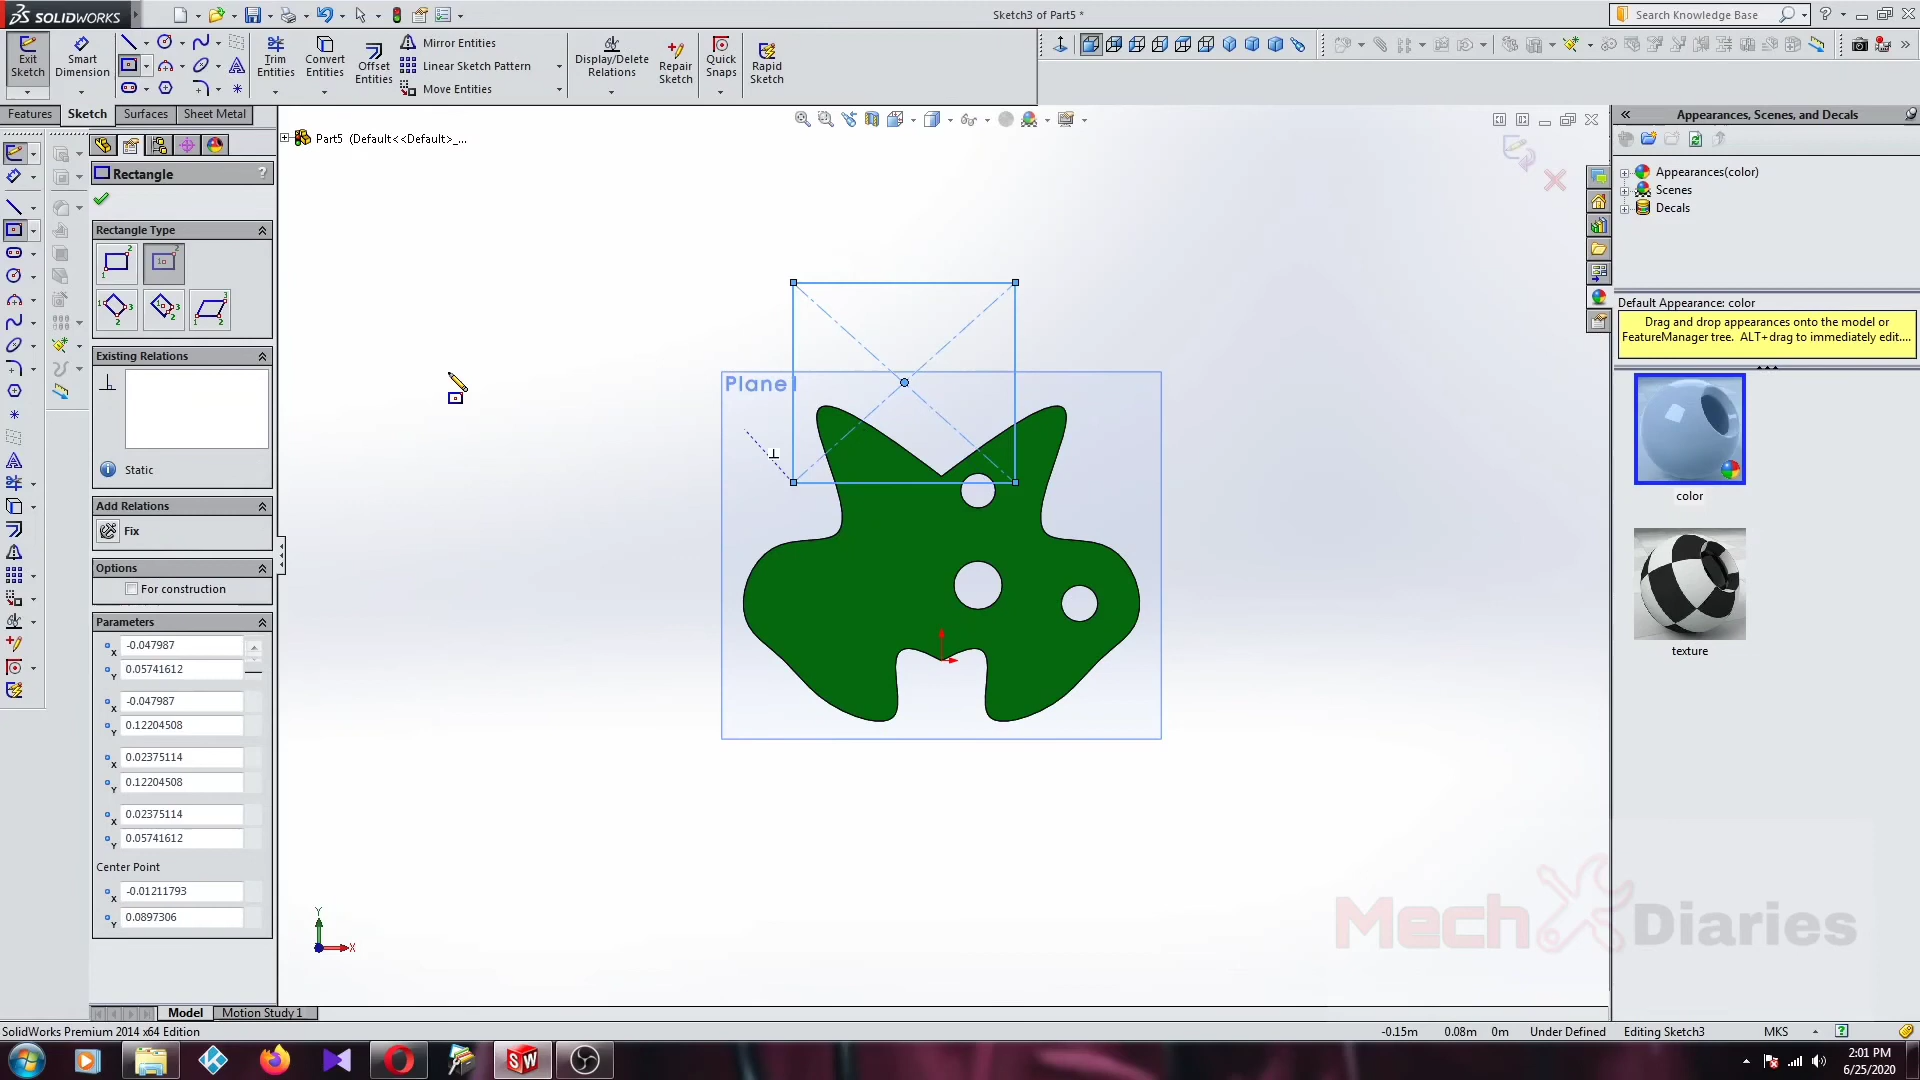 SOLIDWORKS
Sketch3 of Part5 *
Search Knowledge Base
Exit Sketch
Smart Dimension
Trim Entities
Convert Entities
Offset Entities
Mirror Entities
Linear Sketch Pattern
Move Entities
Display/Delete Relations
Repair Sketch
Quick Snaps
Rapid Sketch
Features
Sketch
Surfaces
Sheet Metal
Part5 (Default<<Default>_...
Rectangle
?
Rectangle Type
Existing Relations
Static
Add Relations
Fix
Options
For construction
Parameters
-0.047987
0.05741612
-0.047987
0.12204508
0.02375114
0.12204508
0.02375114
0.05741612
Center Point
-0.01211793
0.0897306
Plane1
Y
X
Appearances, Scenes, and Decals
Appearances(color)
Scenes
Decals
Default Appearance: color
Drag and drop appearances onto the model or
FeatureManager tree. ALT+drag to immediately edit....
color
texture
Mech Diaries
Model
Motion Study 1
SolidWorks Premium 2014 x64 Edition
-0.15m
0.08m
0m
Under Defined
Editing Sketch3
MKS
SW
2:01 PM
6/25/2020